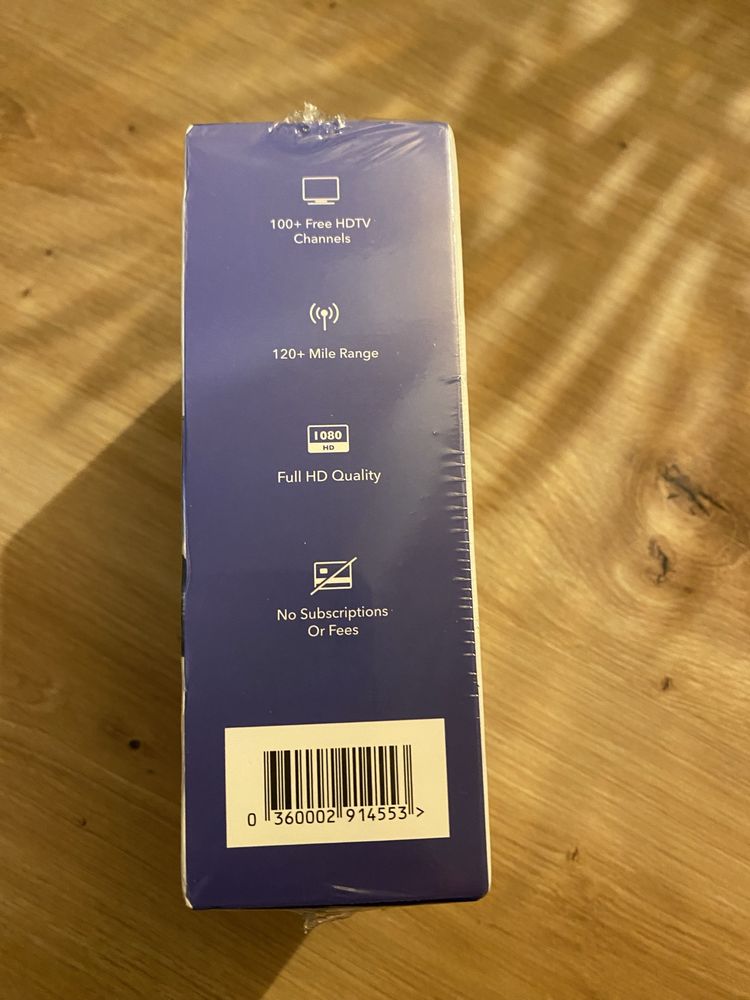 100+ Free HDTV
Channels
120+ Mile Range
1080
HD
Full HD Quality
No Subscriptions
Or Fees
0 360002 914553 >